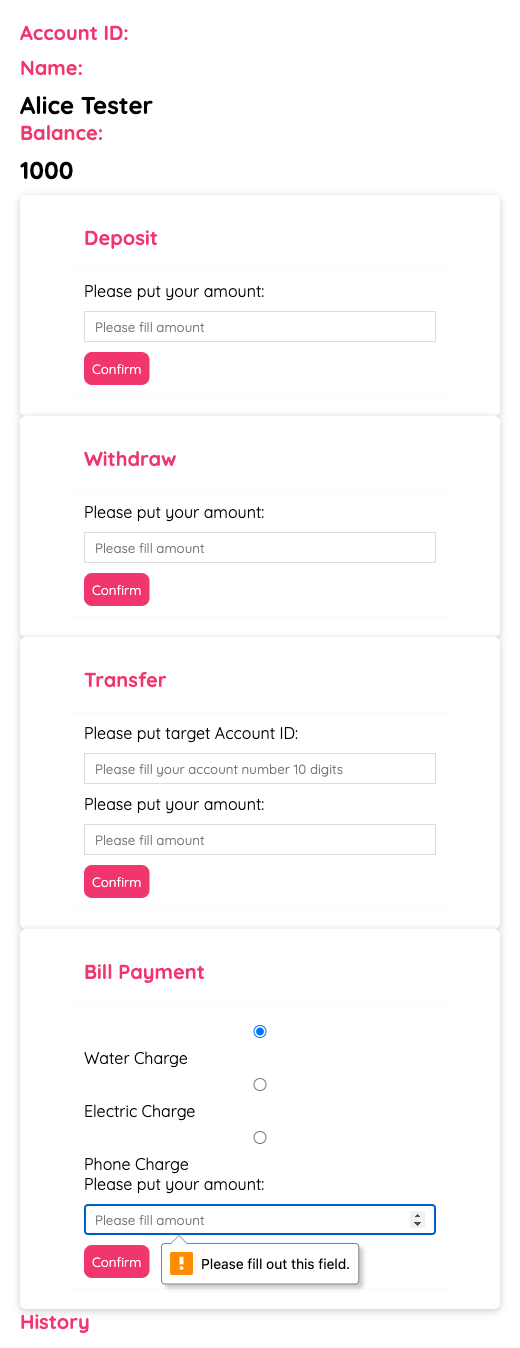 Account ID:
Name:
Alice Tester
Balance:
1000
Deposit
Please put your amount:
Please fill amount
Confirm
Withdraw
Please put your amount:
Please fill amount
Confirm
Transfer
Please put target Account ID:
Please fill your account number 10 digits
Please put your amount:
Please fill amount
Confirm
Bill Payment
Water Charge
Electric Charge
Phone Charge
Please put your amount:
Please fill amount
Confirm
Please fill out this field.
History